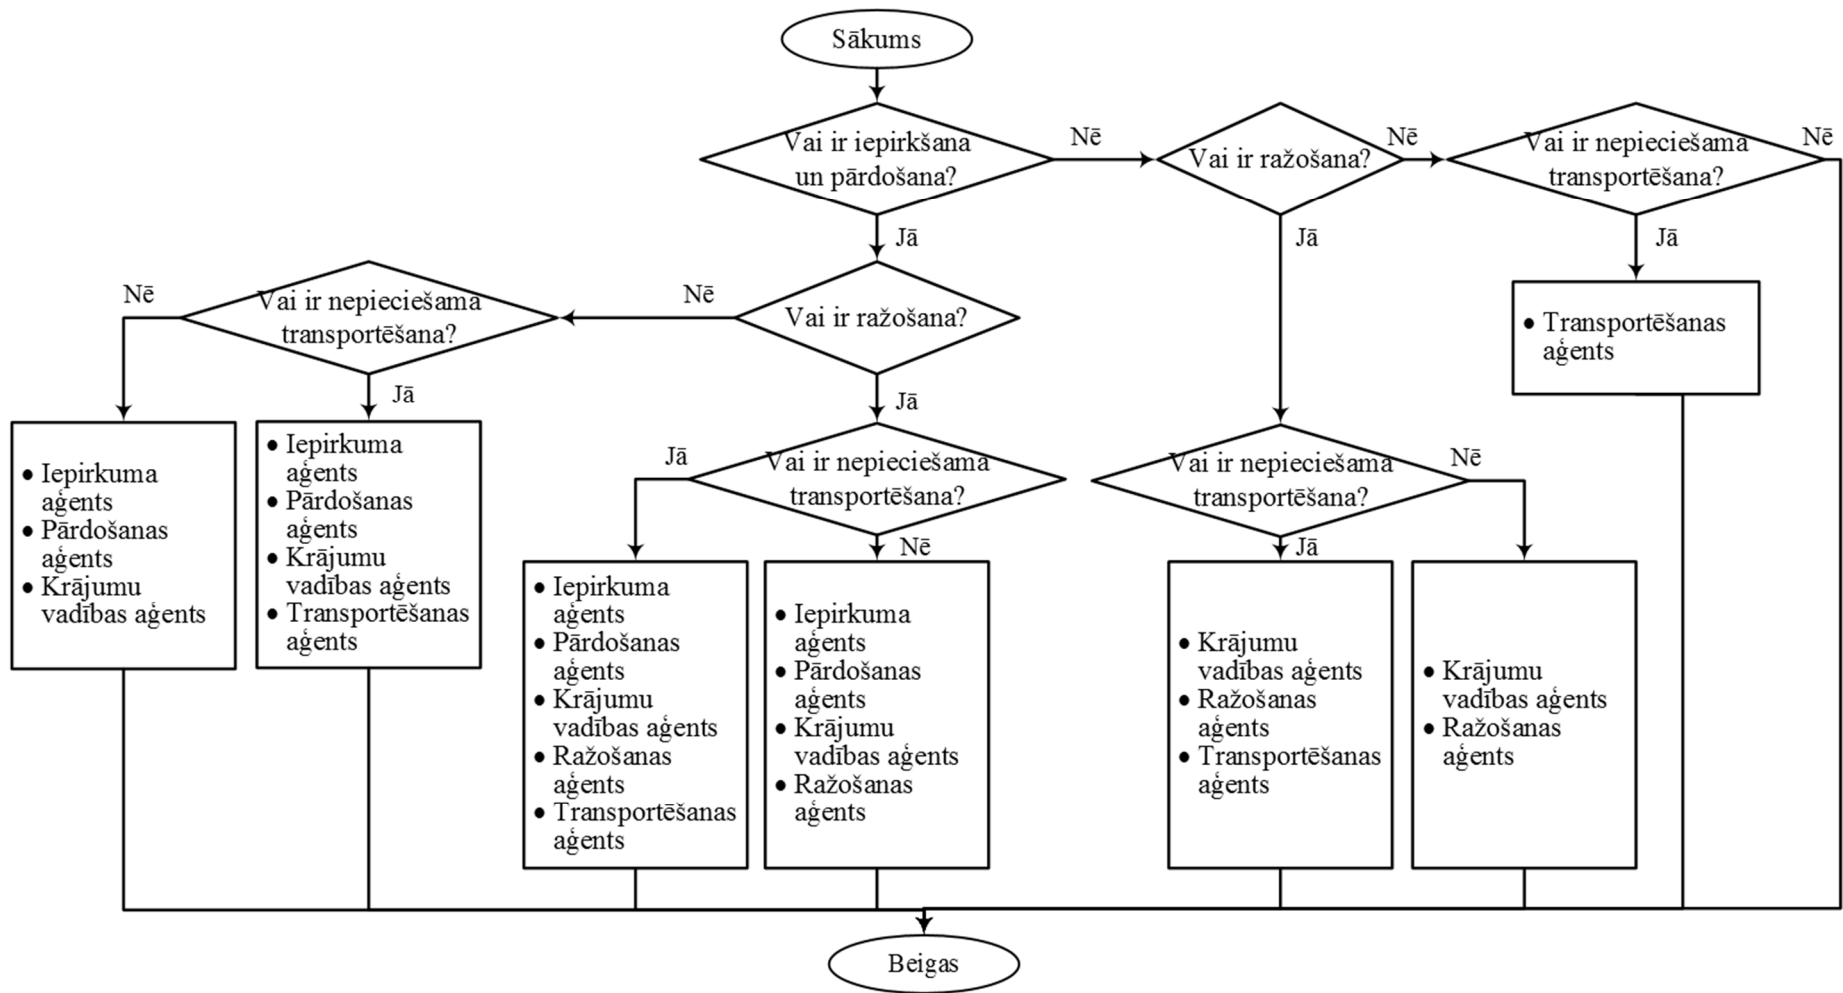 Sākums
Vai ir iepirkšana
un pārdošana?
Nē
Vai ir ražošana?
Nē
Vai ir nepieciešama
transportēšana?
Nē
Jā
Jā
Jā
Nē
Vai ir nepieciešama
transportēšana?
Nē
Vai ir ražošana?
● Transportēšanas
aģents
Jā
Jā
● Iepirkuma
aģents
● Pārdošanas
aģents
● Krājumu
vadības aģents
● Iepirkuma
aģents
● Pārdošanas
aģents
● Krājumu
vadības aģents
● Transportēšanas
aģents
Jā
Vai ir nepieciešama
transportēšana?
Nē
Vai ir nepieciešama
transportēšana?
Nē
Jā
● Iepirkuma
aģents
● Pārdošanas
aģents
● Krājumu
vadības aģents
● Ražošanas
aģents
● Transportēšanas
aģents
● Iepirkuma
aģents
● Pārdošanas
aģents
● Krājumu
vadības aģents
● Ražošanas
aģents
● Krājumu
vadības aģents
● Ražošanas
aģents
● Transportēšanas
aģents
● Krājumu
vadības aģents
● Ražošanas
aģents
Beigas